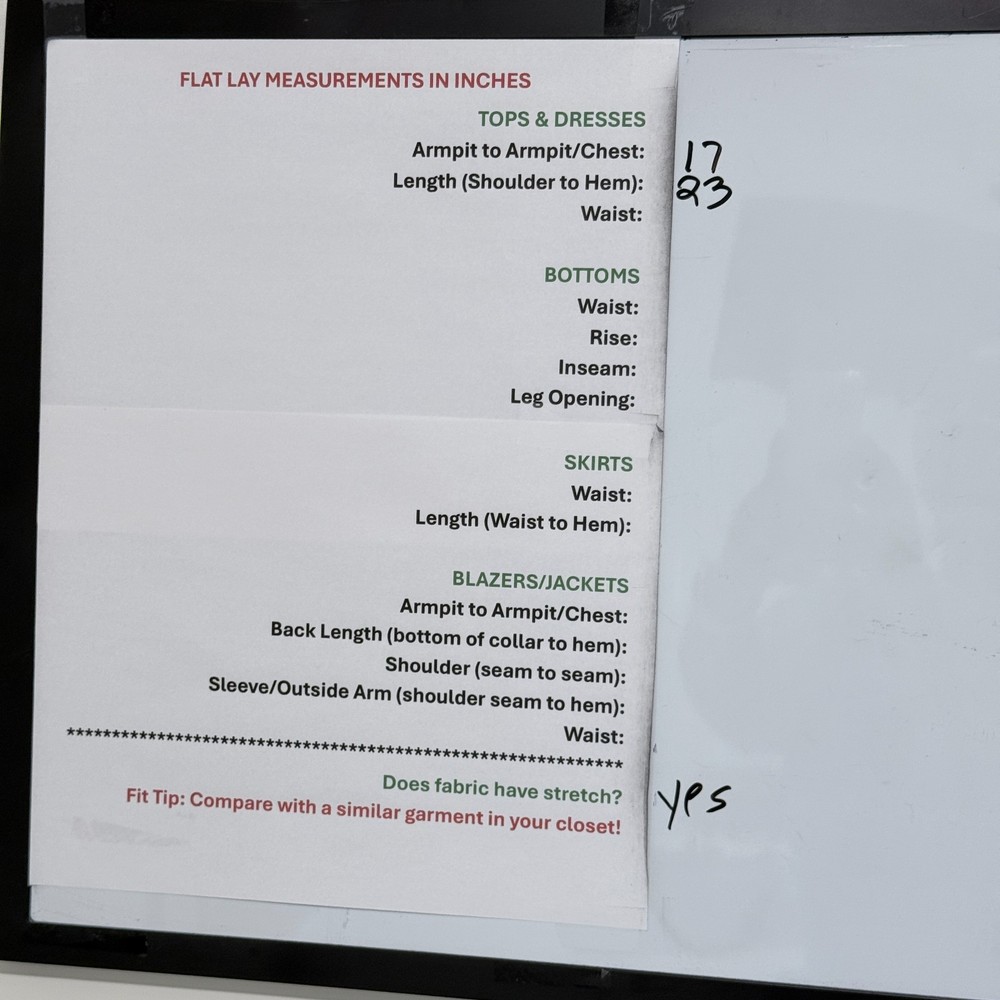 FLAT LAY MEASUREMENTS IN INCHES
TOPS & DRESSES
Armpit to Armpit/Chest: 17
Length (Shoulder to Hem): 23
Waist:
BOTTOMS
Waist:
Rise:
Inseam:
Leg Opening:
SKIRTS
Waist:
Length (Waist to Hem):
BLAZERS/JACKETS
Armpit to Armpit/Chest:
Back Length (bottom of collar to hem):
Shoulder (seam to seam):
Sleeve/Outside Arm (shoulder seam to hem):
Waist:
**************************************************************
Does fabric have stretch? yes
Fit Tip: Compare with a similar garment in your closet!